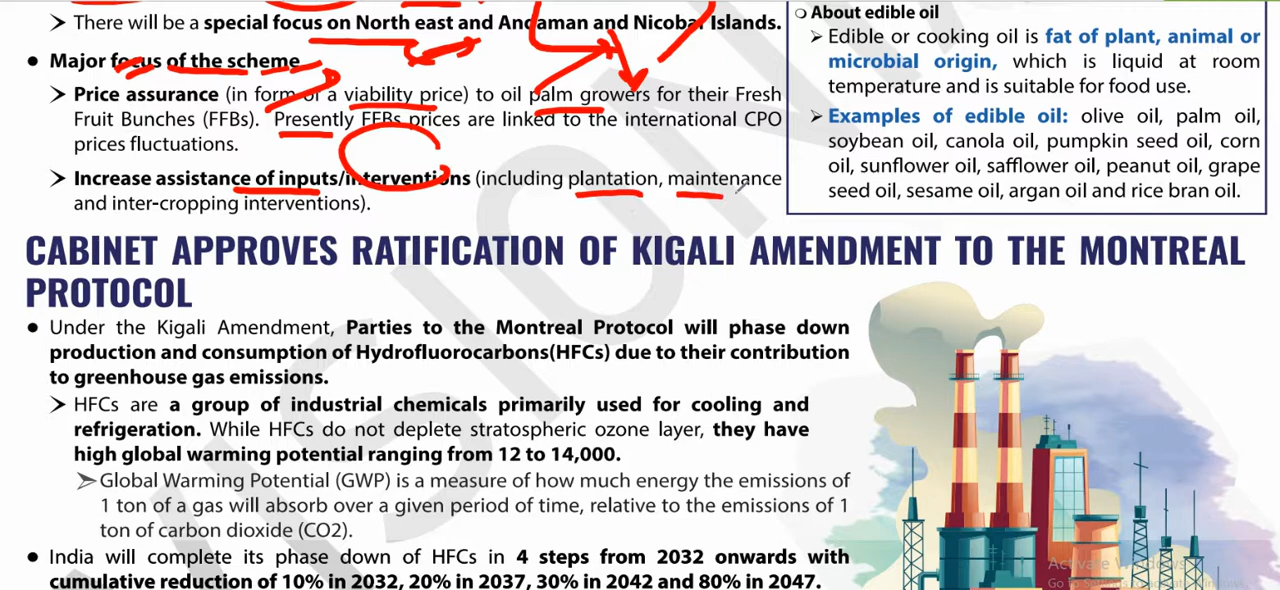 ➢ There will be a special focus on North east and Andaman and Nicobar Islands.
● Major focus of the scheme
➢ Price assurance (in form of a viability price) to oil palm growers for their Fresh
Fruit Bunches (FFBs). Presently FFBs prices are linked to the international CPO
prices fluctuations.
➢ Increase assistance of inputs/interventions (including plantation, maintenance
and inter-cropping interventions).
○ About edible oil
➢ Edible or cooking oil is fat of plant, animal or
microbial origin, which is liquid at room
temperature and is suitable for food use.
➢ Examples of edible oil: olive oil, palm oil,
soybean oil, canola oil, pumpkin seed oil, corn
oil, sunflower oil, safflower oil, peanut oil, grape
seed oil, sesame oil, argan oil and rice bran oil.
CABINET APPROVES RATIFICATION OF KIGALI AMENDMENT TO THE MONTREAL
PROTOCOL
● Under the Kigali Amendment, Parties to the Montreal Protocol will phase down
production and consumption of Hydrofluorocarbons(HFCs) due to their contribution
to greenhouse gas emissions.
➢ HFCs are a group of industrial chemicals primarily used for cooling and
refrigeration. While HFCs do not deplete stratospheric ozone layer, they have
high global warming potential ranging from 12 to 14,000.
➢ Global Warming Potential (GWP) is a measure of how much energy the emissions of
1 ton of a gas will absorb over a given period of time, relative to the emissions of 1
ton of carbon dioxide (CO2).
● India will complete its phase down of HFCs in 4 steps from 2032 onwards with
cumulative reduction of 10% in 2032, 20% in 2037, 30% in 2042 and 80% in 2047.
VISION
Activate Windows
Go to Settings to activate Windows.